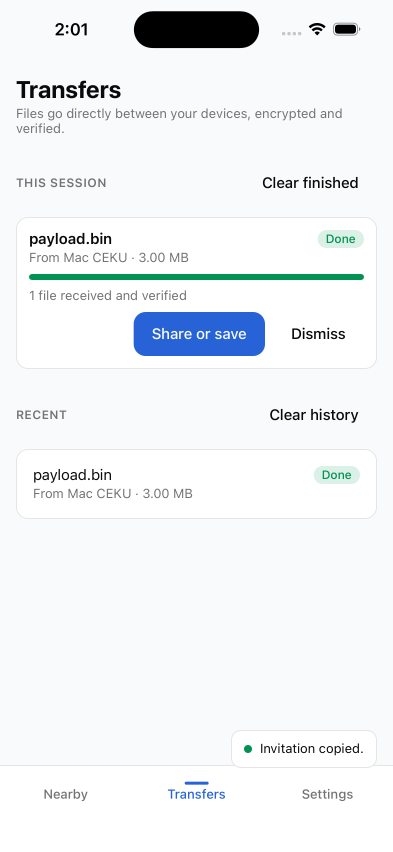 2:01
Transfers
Files go directly between your devices, encrypted and
verified.
THIS SESSION
Clear finished
payload.bin
Done
From Mac CEKU · 3.00 MB
1 file received and verified
Share or save
Dismiss
RECENT
Clear history
payload.bin
Done
From Mac CEKU · 3.00 MB
Invitation copied.
Nearby
Transfers
Settings